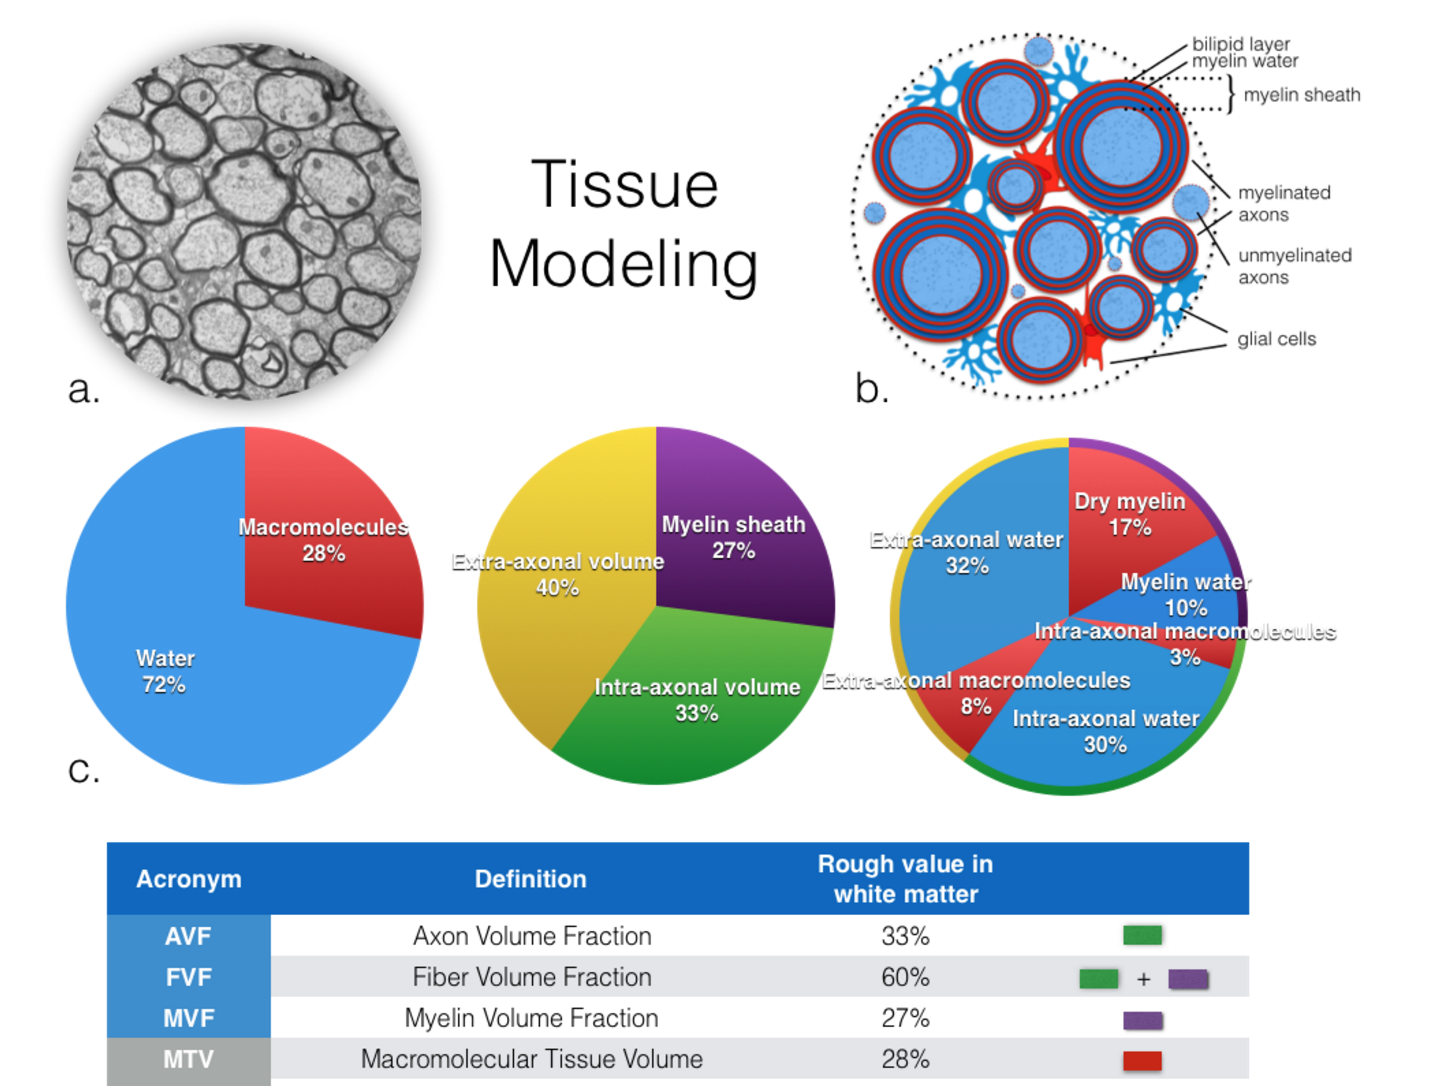 bilipid layer
myelin water
myelin sheath
Tissue
Modeling
myelinated
axons
unmyelinated
axons
glial cells
a.
b.
Macromolecules
28%
Water
72%
Myelin sheath
27%
Extra-axonal volume
40%
Intra-axonal volume
33%
Dry myelin
17%
Extra-axonal water
32%
Myelin water
10%
Intra-axonal macromolecules
3%
Extra-axonal macromolecules
8%
Intra-axonal water
30%
c.
Acronym Definition Rough value in
white matter
AVF Axon Volume Fraction 33%
FVF Fiber Volume Fraction 60% +
MVF Myelin Volume Fraction 27%
MTV Macromolecular Tissue Volume 28%